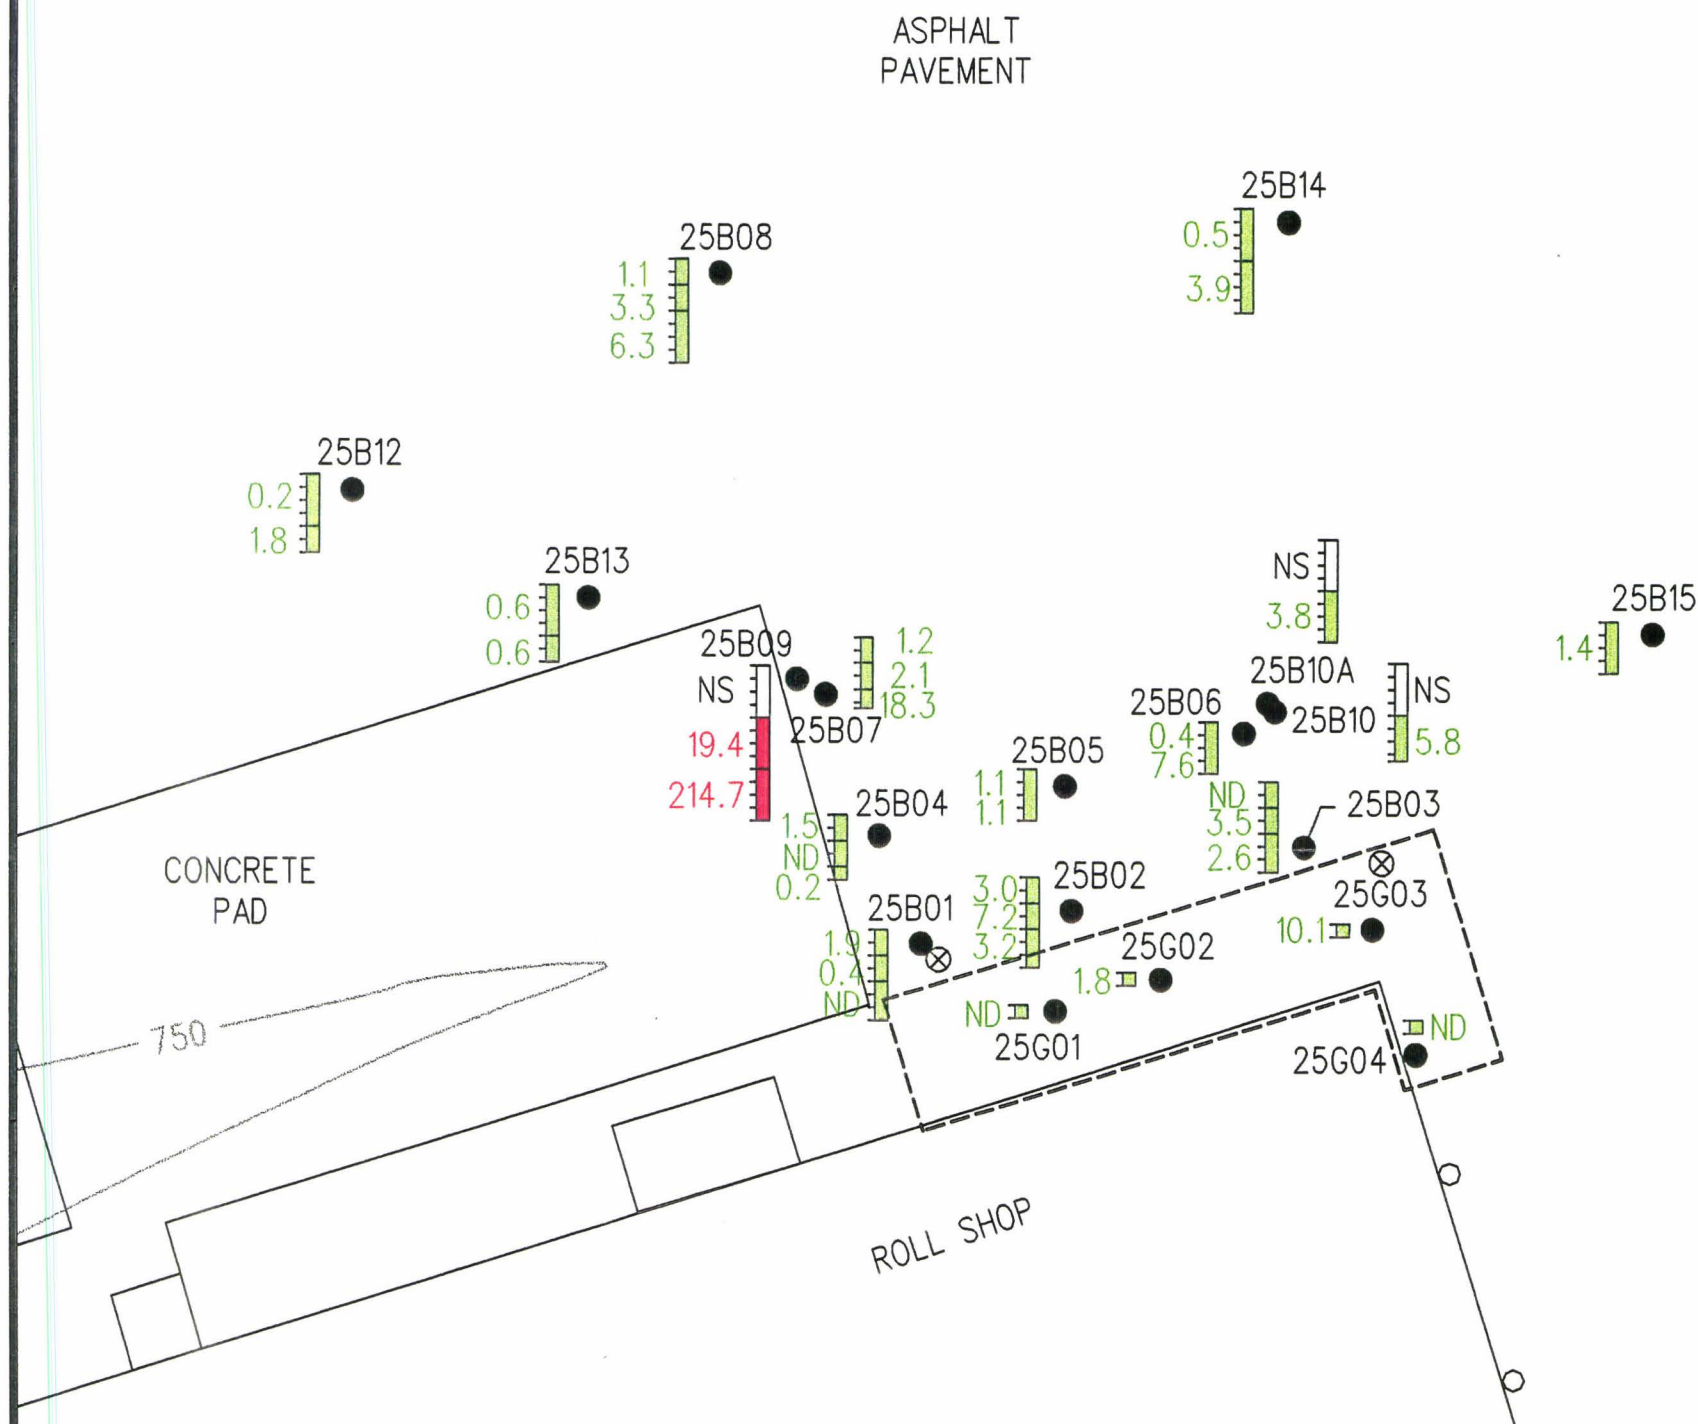 ASPHALT
PAVEMENT
25B14
0.5
3.9
25B08
1.1
3.3
6.3
25B12
0.2
1.8
25B13
0.6
0.6
NS
3.8
25B15
1.4
25B09
NS
19.4
214.7
1.2
2.1
18.3
25B07
25B10A
25B10
NS
5.8
25B06
0.4
7.6
25B05
1.1
1.1
ND
3.5
2.6
25B03
25B04
1.5
ND
0.2
CONCRETE
PAD
25B02
3.0
7.2
3.2
25B01
1.9
0.4
ND
25G03
10.1
25G02
1.8
ND
25G01
ND
25G04
750
ROLL SHOP